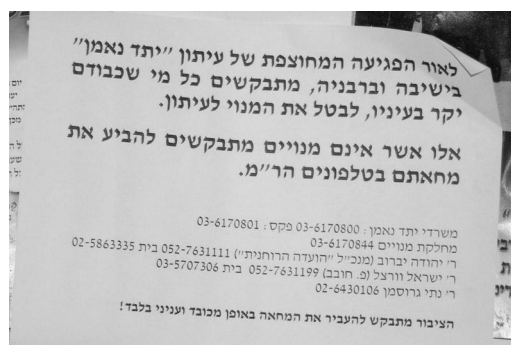 לאור הפגיעה המחוצפת של עיתון ״יתד נאמן״
בישיבה וברבניה, מתבקשים כל מי שכבודם
יקר בעיניו, לבטל את המנוי לעיתון.
אלו אשר אינם מנויים מתבקשים להביע את
מחאתם בטלפונים הר״מ.
משרדי יתד נאמן: 03-6170800 פקס: 03-6170801
מחלקת מנויים 03-6170844
ר׳ יהודה יברוב (מנכ״ל ״הועדה הרוחנית״) 052-7631111 בית 02-5863335
ר׳ ישראל וורצל (פ. חובב) 052-7631199 בית 03-5707306
ר׳ נתי גרוסמן 02-6430106
הציבור מתבקש להעביר את המחאה באופן מכובד ועניני בלבד!